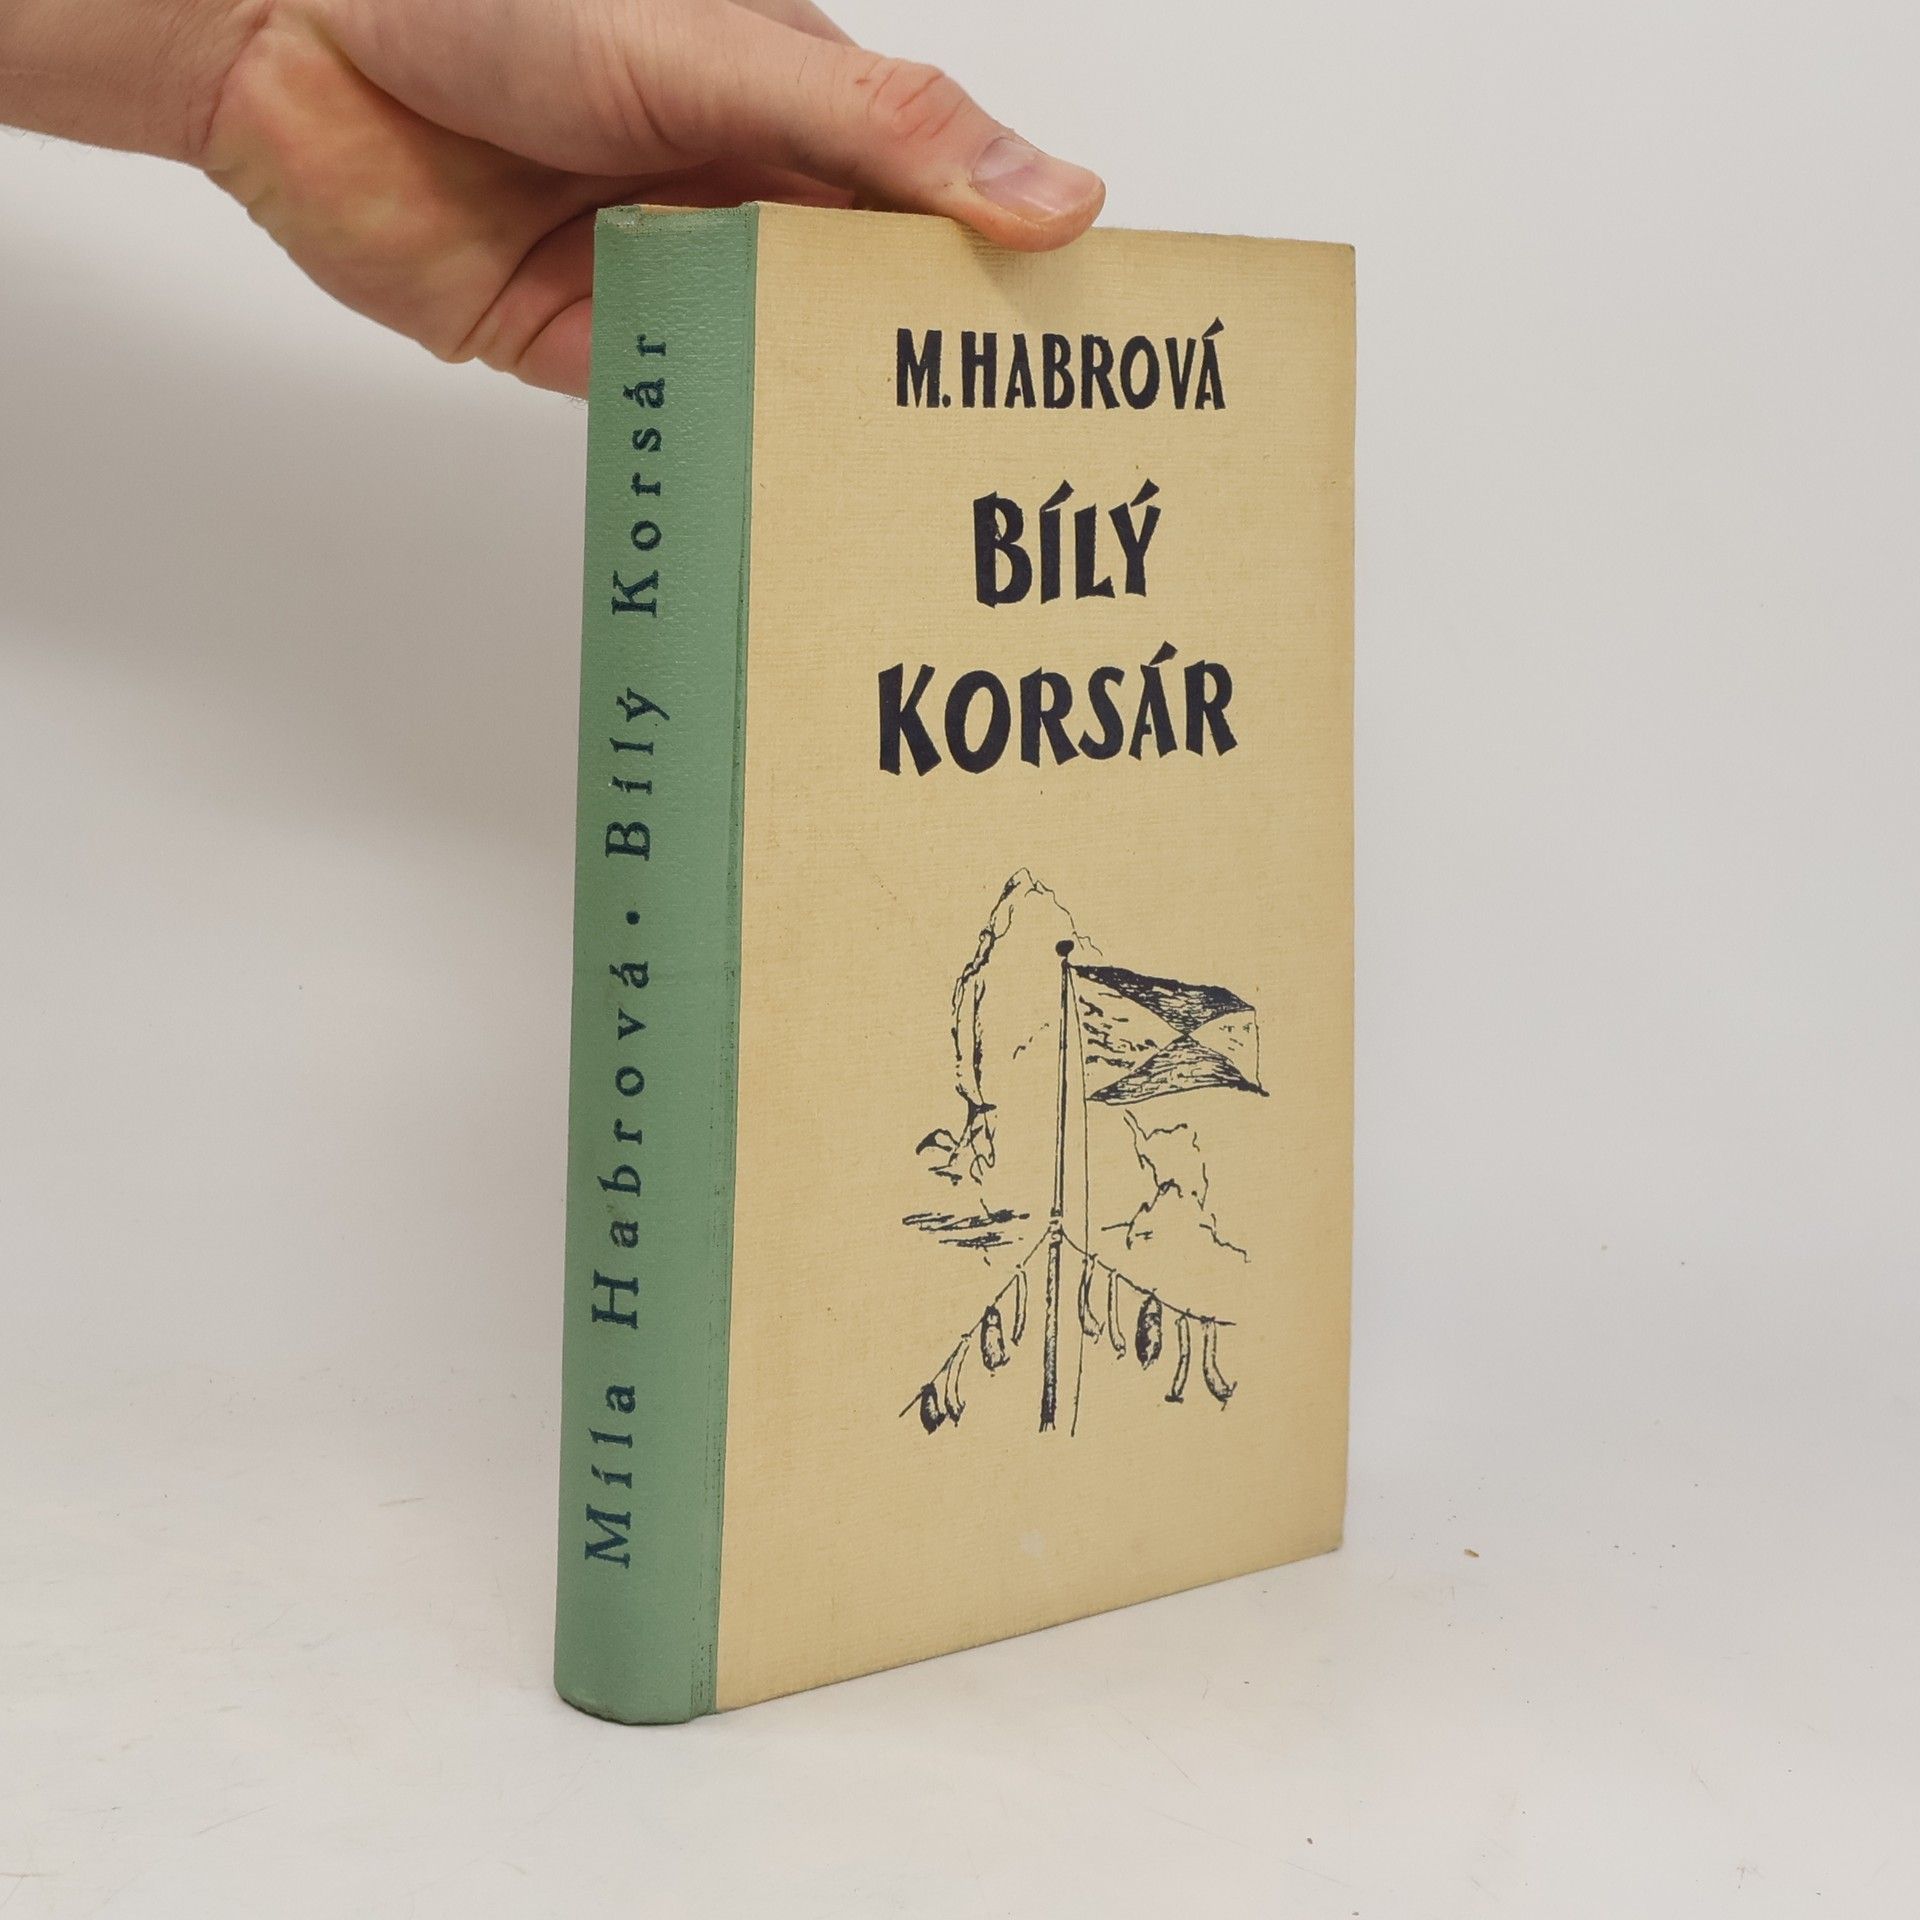 M. HABROVÁ
BÍLÝ
KORSÁR
Míla Habrová • Bílý Korsár